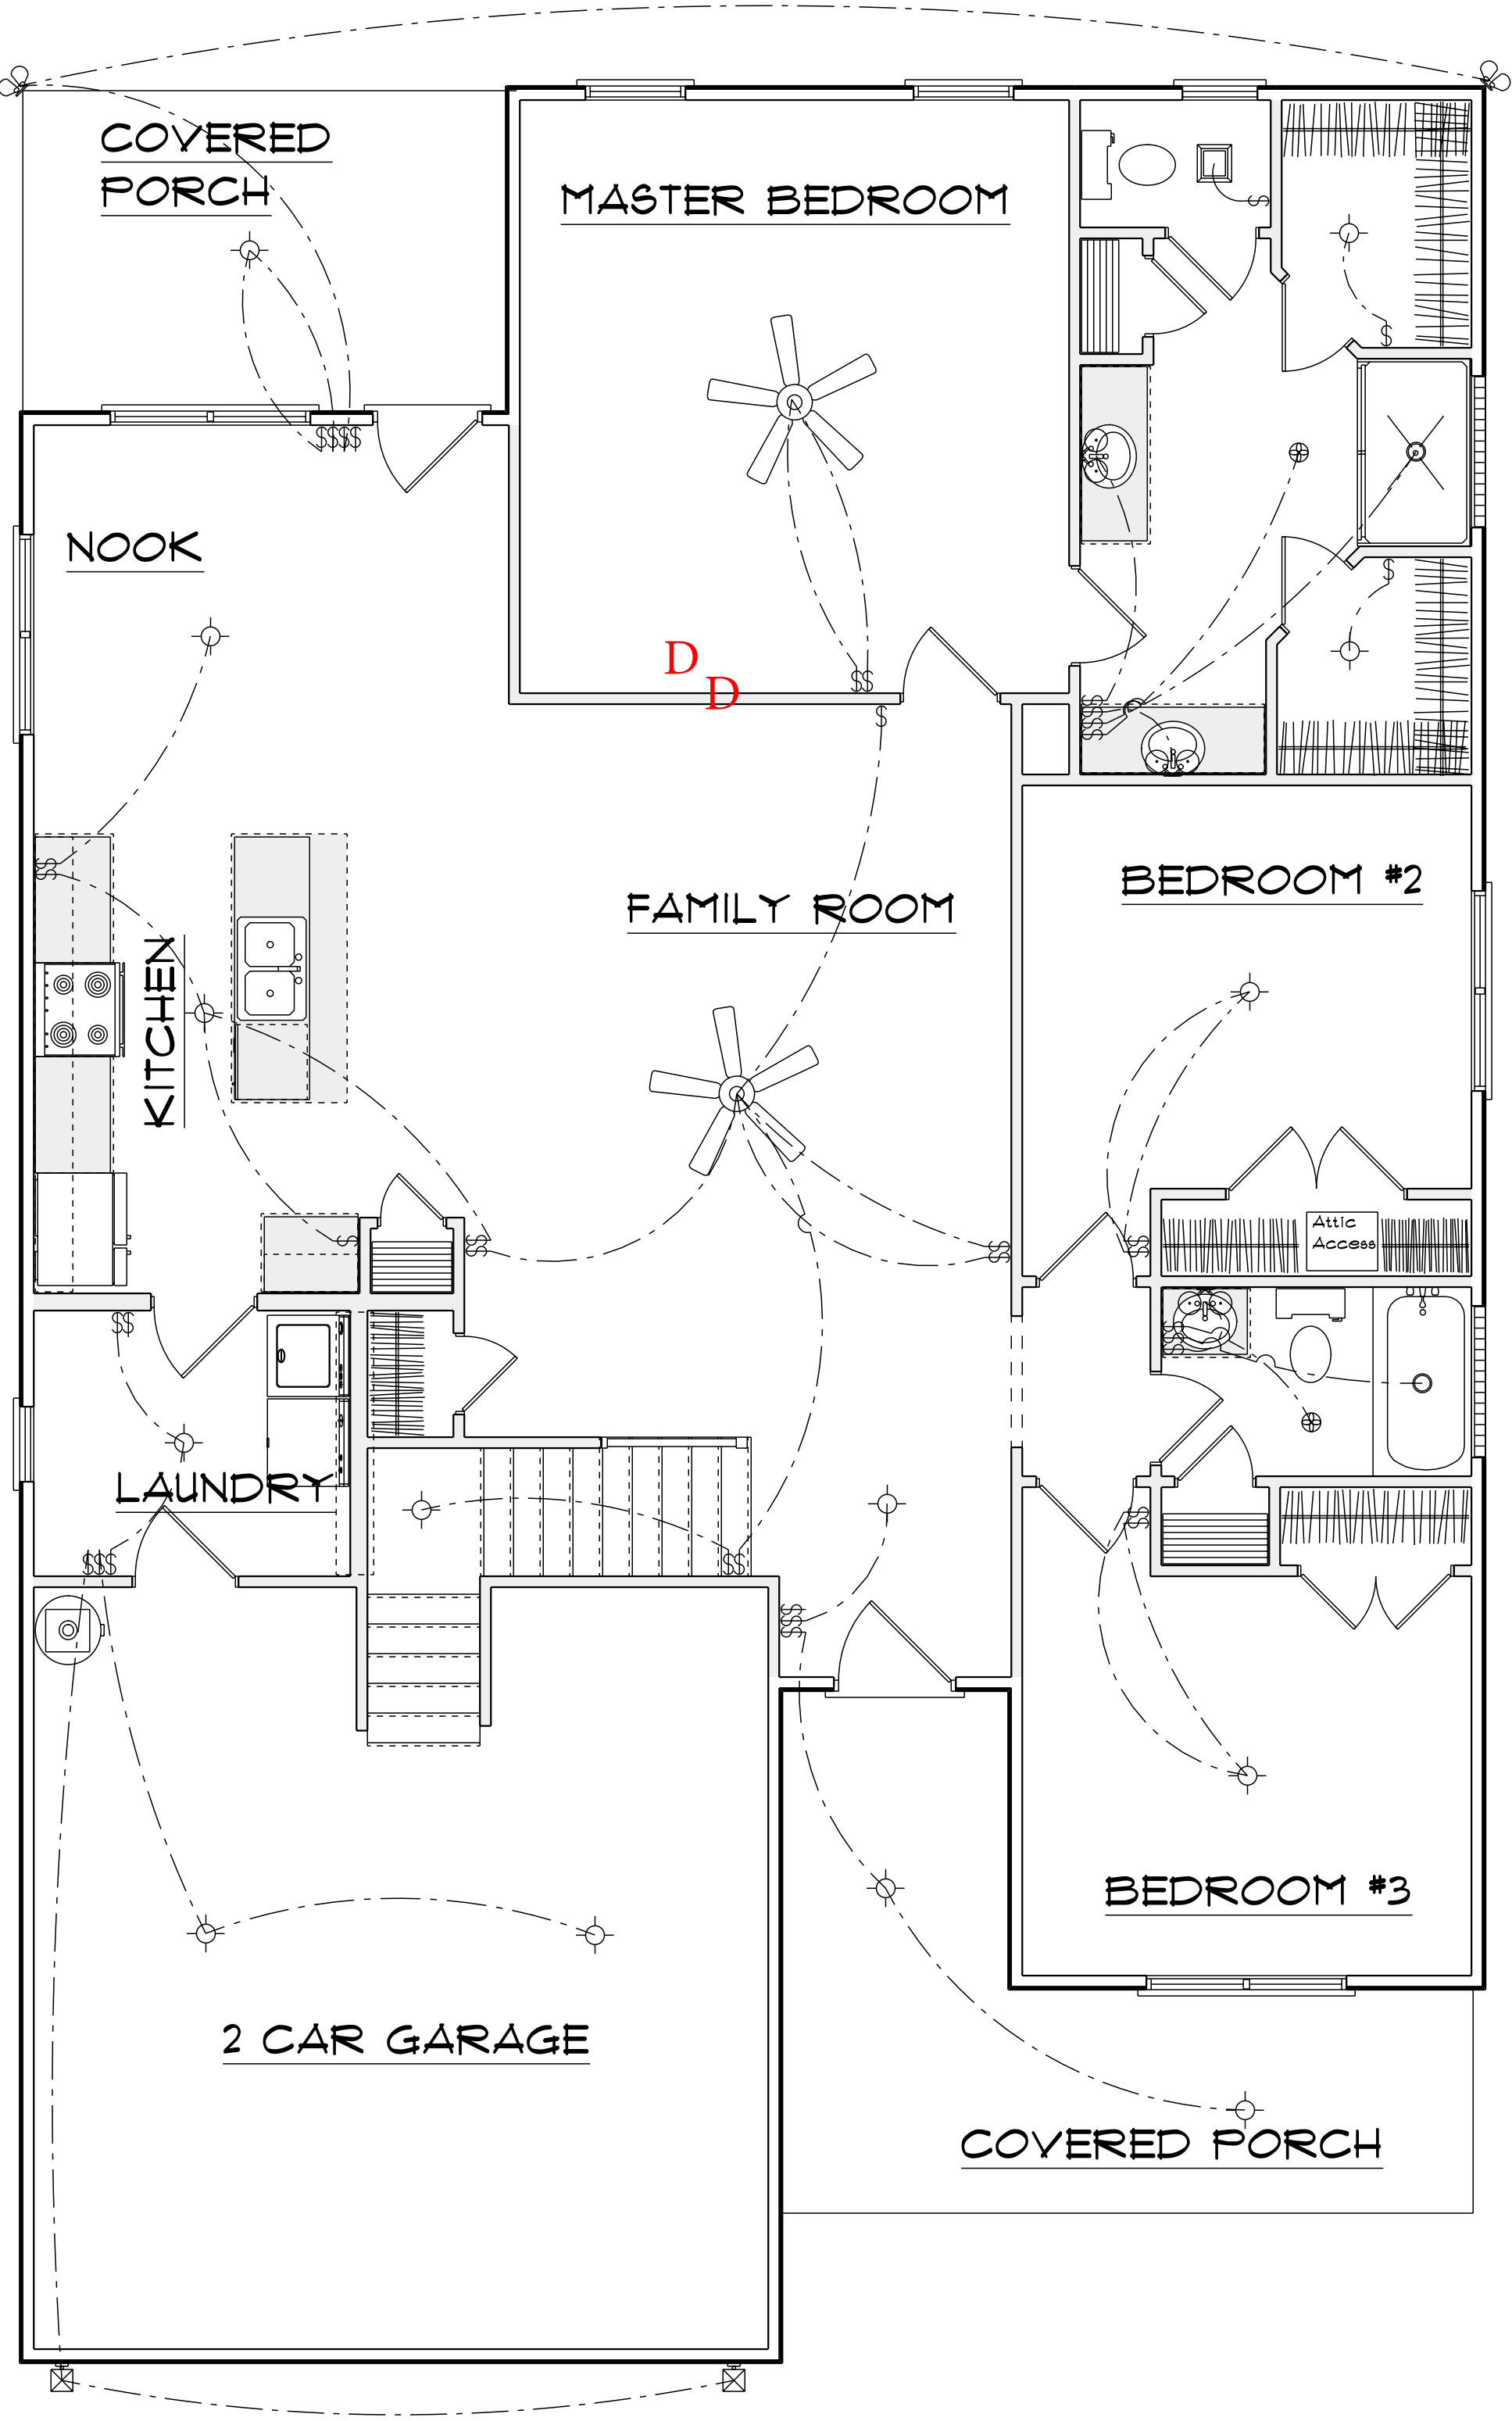 COVERED
PORCH
MASTER BEDROOM
$
$
$$$$
NOOK
$
D
D
$$
$
$
$
$
$
$
$
$
BEDROOM #2
FAMILY ROOM
KITCHEN
Attic
Access
$
$
$
$
$
$
$
$$
$
$
$
LAUNDRY
$
$
$$$
$$
$
$
$
BEDROOM #3
2 CAR GARAGE
COVERED PORCH